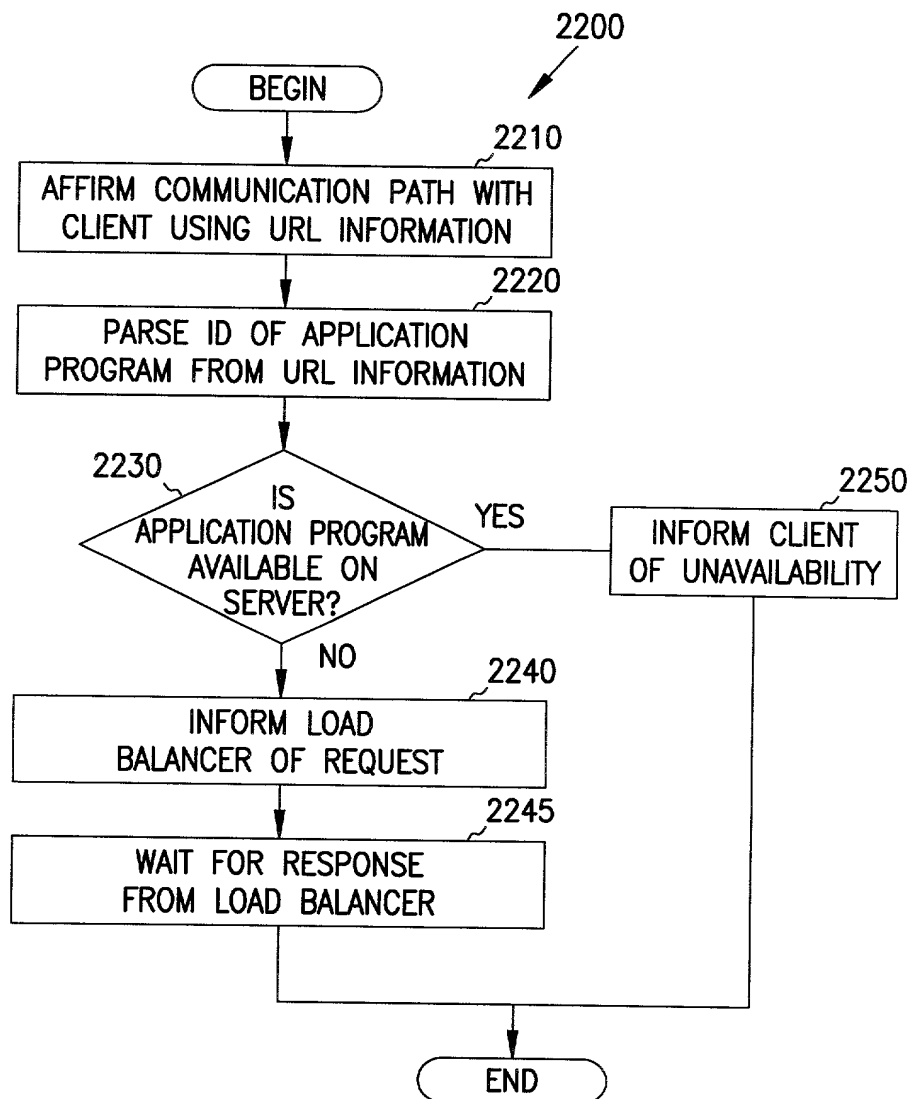 2200
BEGIN
2210
AFFIRM COMMUNICATION PATH WITH
CLIENT USING URL INFORMATION
2220
PARSE ID OF APPLICATION
PROGRAM FROM URL INFORMATION
2230
IS
APPLICATION PROGRAM
AVAILABLE ON
SERVER?
YES
2250
INFORM CLIENT
OF UNAVAILABILITY
NO
2240
INFORM LOAD
BALANCER OF REQUEST
2245
WAIT FOR RESPONSE
FROM LOAD BALANCER
END